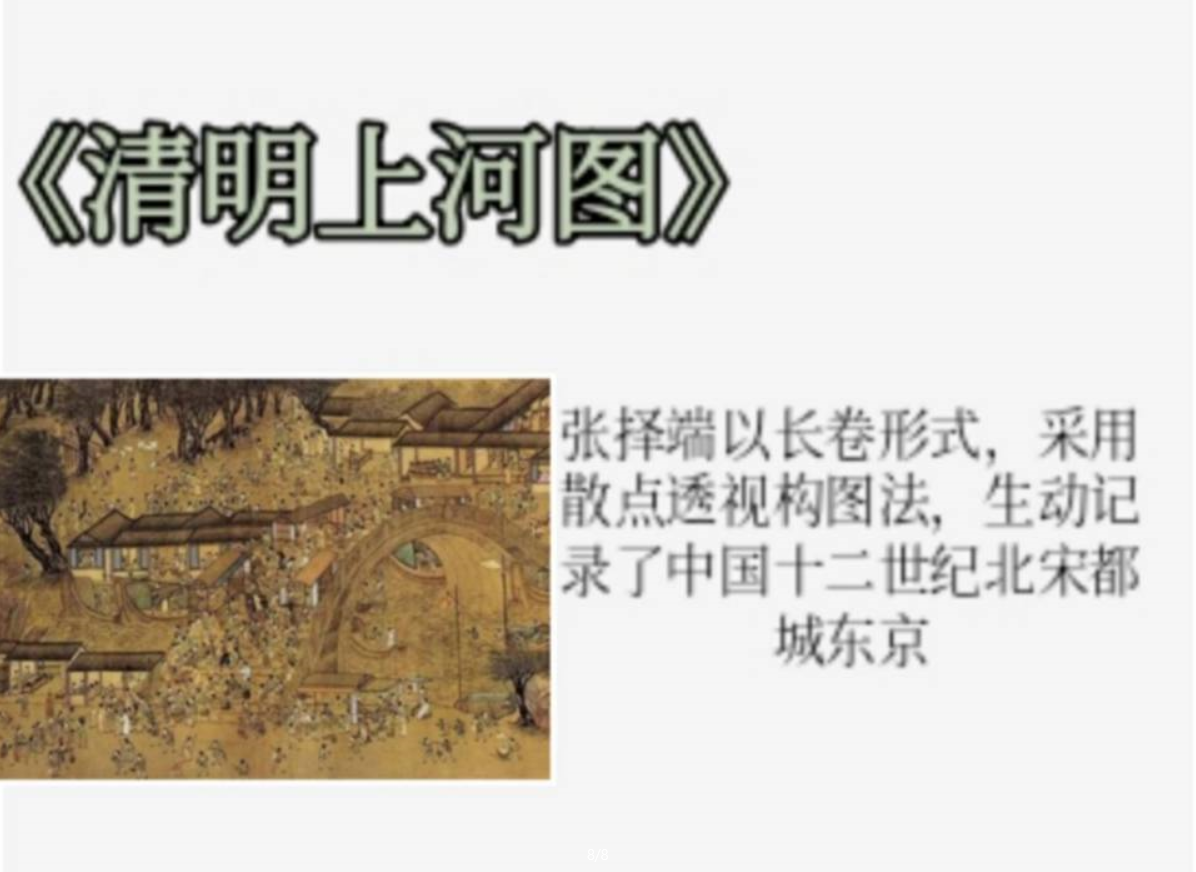 《清明上河图》
张择端以长卷形式，采用
散点透视构图法，生动记
录了中国十二世纪北宋都
城东京
8/8